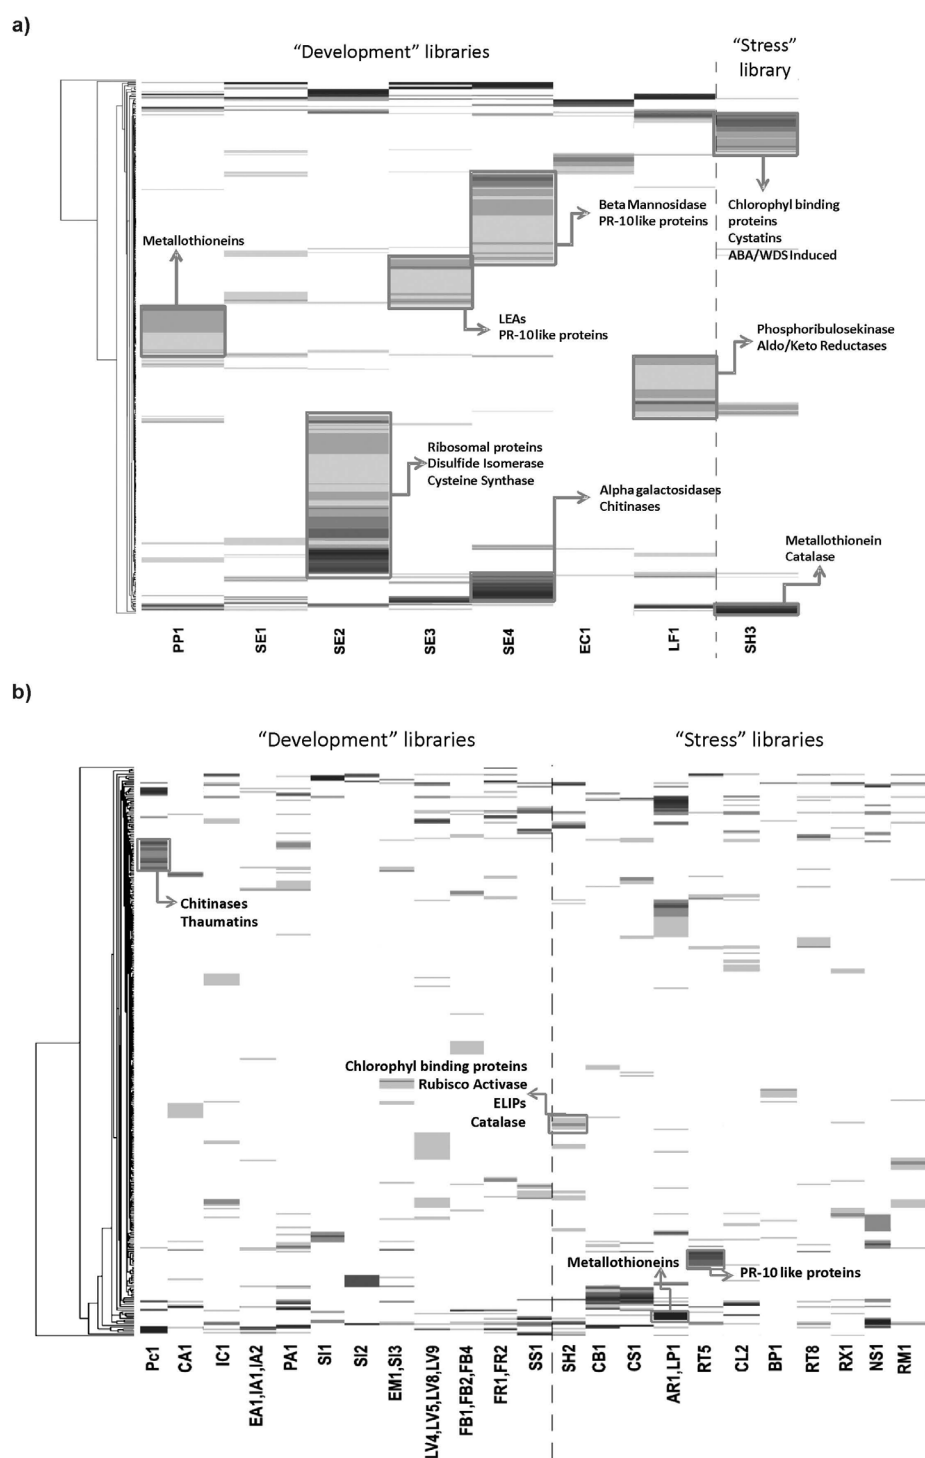 a)
"Development" libraries
"Stress"
library
Metallothioneins
Beta Mannosidase
PR-10 like proteins
Chlorophyl binding
proteins
Cystatins
ABA/WDS Induced
LEAs
PR-10 like proteins
Phosphoribulosekinase
Aldo/Keto Reductases
Ribosomal proteins
Disulfide Isomerase
Cysteine Synthase
Alpha galactosidases
Chitinases
Metallothionein
Catalase
PP1
SE1
SE2
SE3
SE4
EC1
LF1
SH3
b)
"Development" libraries
"Stress" libraries
Chitinases
Thaumatins
Chlorophyl binding proteins
Rubisco Activase
ELIPs
Catalase
Metallothioneins
PR-10 like proteins
Pc1
CA1
IC1
EA1,IA1,IA2
PA1
SI1
SI2
EM1,SI3
LV4,LV5,LV8,LV9
FB1,FB2,FB4
FR1,FR2
SS1
SH2
CB1
CS1
AR1,LP1
RT5
CL2
BP1
RT8
RX1
NS1
RM1